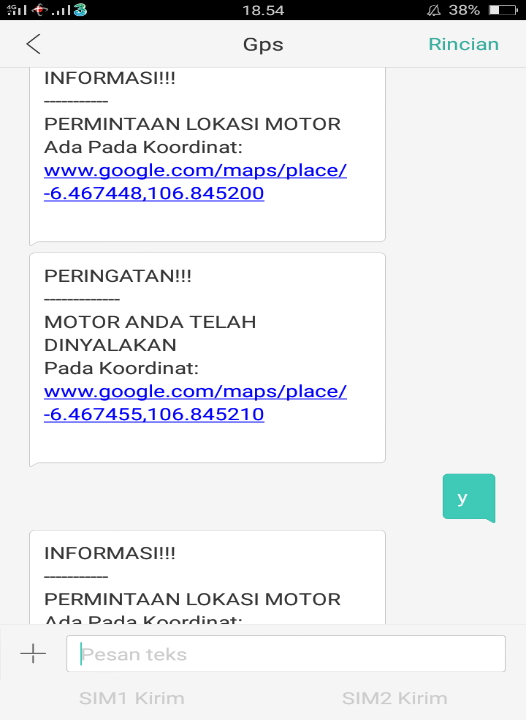 18.54
38%
Gps
Rincian
INFORMASI!!!
-----------
PERMINTAAN LOKASI MOTOR
Ada Pada Koordinat:
www.google.com/maps/place/
-6.467448,106.845200
PERINGATAN!!!
-------------
MOTOR ANDA TELAH
DINYALAKAN
Pada Koordinat:
www.google.com/maps/place/
-6.467455,106.845210
y
INFORMASI!!!
-----------
PERMINTAAN LOKASI MOTOR
Ada Pada Koordinat:
Pesan teks
SIM1 Kirim
SIM2 Kirim